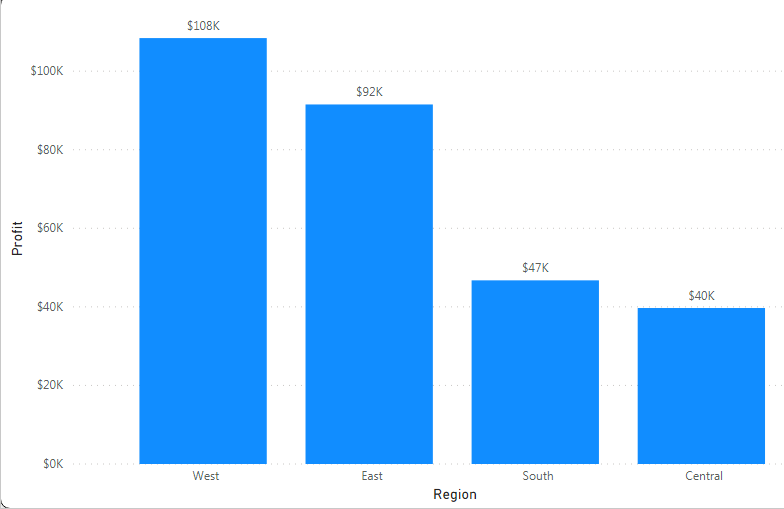 $108K
$100K
$92K
$80K
Profit
$60K
$47K
$40K
$40K
$20K
$0K
West East South Central
Region